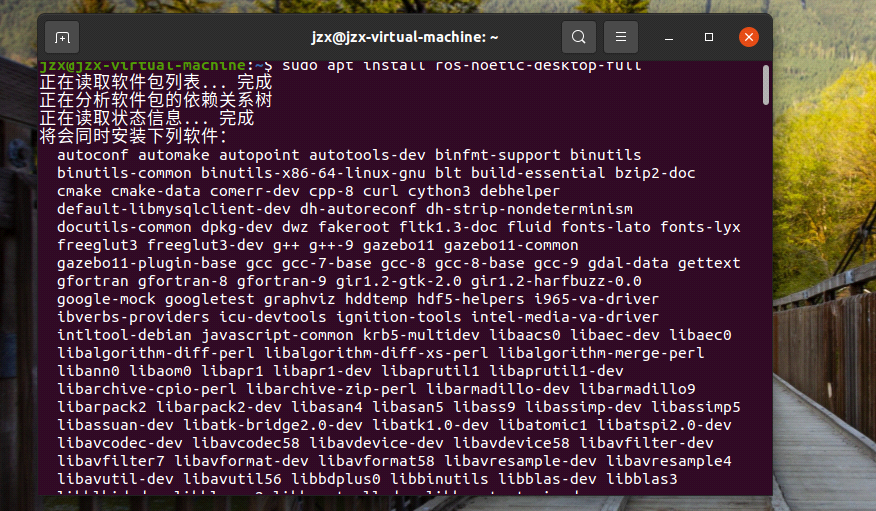 jzx@jzx-virtual-machine: ~
jzx@jzx-virtual-machine:~$ sudo apt install ros-noetic-desktop-full
正在读取软件包列表... 完成
正在分析软件包的依赖关系树
正在读取状态信息... 完成
将会同时安装下列软件：
autoconf automake autopoint autotools-dev binfmt-support binutils
binutils-common binutils-x86-64-linux-gnu blt build-essential bzip2-doc
cmake cmake-data comerr-dev cpp-8 curl cython3 debhelper
default-libmysqlclient-dev dh-autoreconf dh-strip-nondeterminism
docutils-common dpkg-dev dwz fakeroot fltk1.3-doc fluid fonts-lato fonts-lyx
freeglut3 freeglut3-dev g++ g++-9 gazebo11 gazebo11-common
gazebo11-plugin-base gcc gcc-7-base gcc-8 gcc-8-base gcc-9 gdal-data gettext
gfortran gfortran-8 gfortran-9 gir1.2-gtk-2.0 gir1.2-harfbuzz-0.0
google-mock googletest graphviz hddtemp hdf5-helpers i965-va-driver
ibverbs-providers icu-devtools ignition-tools intel-media-va-driver
intltool-debian javascript-common krb5-multidev libaacs0 libaec-dev libaec0
libalgorithm-diff-perl libalgorithm-diff-xs-perl libalgorithm-merge-perl
libann0 libaom0 libapr1 libapr1-dev libaprutil1 libaprutil1-dev
libarchive-cpio-perl libarchive-zip-perl libarmadillo-dev libarmadillo9
libarpack2 libarpack2-dev libasan4 libasan5 libass9 libassimp-dev libassimp5
libassuan-dev libatk-bridge2.0-dev libatk1.0-dev libatomic1 libatspi2.0-dev
libavcodec-dev libavcodec58 libavdevice-dev libavdevice58 libavfilter-dev
libavfilter7 libavformat-dev libavformat58 libavresample-dev libavresample4
libavutil-dev libavutil56 libbdplus0 libbinutils libblas-dev libblas3